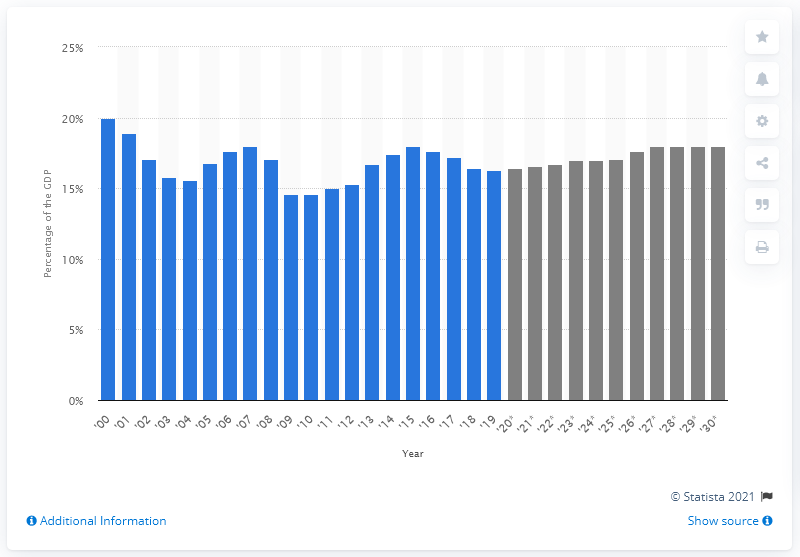 25%
20%
15%
10%
5%
0%
Percentage of the GDP
'00 '01 '02 '03 '04 '05 '06 '07 '08 '09 '10 '11 '12 '13 '14 '15 '16 '17 '18 '19 '20* '21* '22* '23* '24* '25* '26* '27* '28* '29* '30*
Year
© Statista 2021
Additional Information
Show source